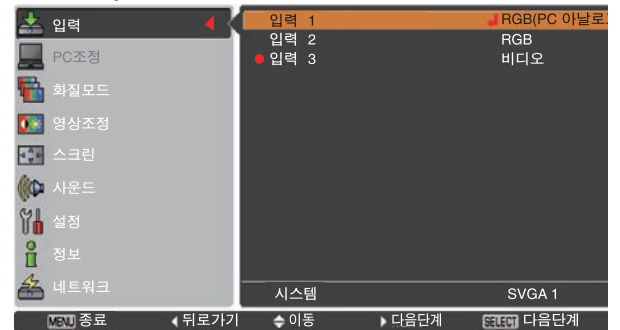 입력
PC조정
화질모드
영상조정
스크린
사운드
설정
정보
네트워크
입력 1 RGB(PC 아날로
입력 2 RGB
입력 3 비디오
시스템 SVGA 1
MENU 종료 뒤로가기 이동 다음단계 SELECT 다음단계